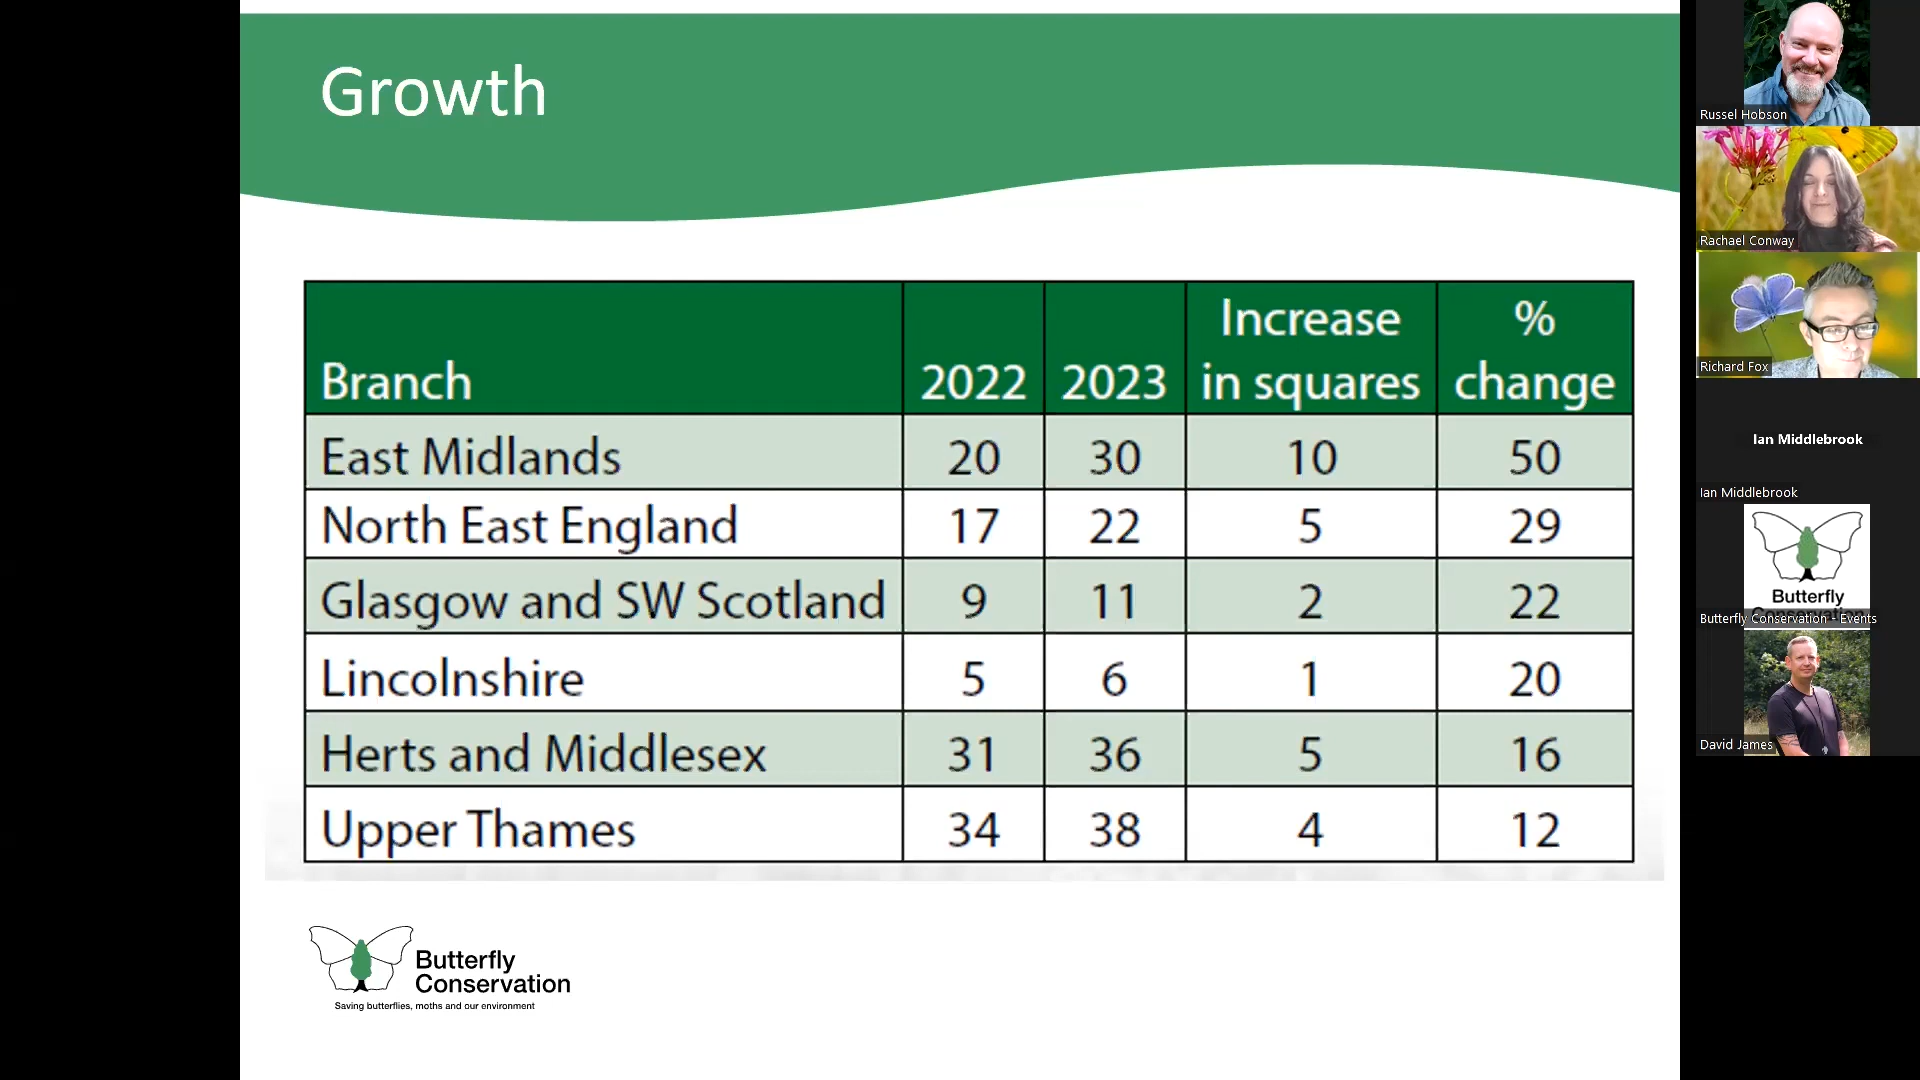 Growth
Branch 2022 2023 Increase in squares % change
East Midlands 20 30 10 50
North East England 17 22 5 29
Glasgow and SW Scotland 9 11 2 22
Lincolnshire 5 6 1 20
Herts and Middlesex 31 36 5 16
Upper Thames 34 38 4 12
Butterfly
Conservation
Saving butterflies, moths and our environment
Russel Hobson
Rachael Conway
Richard Fox
Ian Middlebrook
Ian Middlebrook
Butterfly
Conservation
Butterfly Conservation - Events
David James